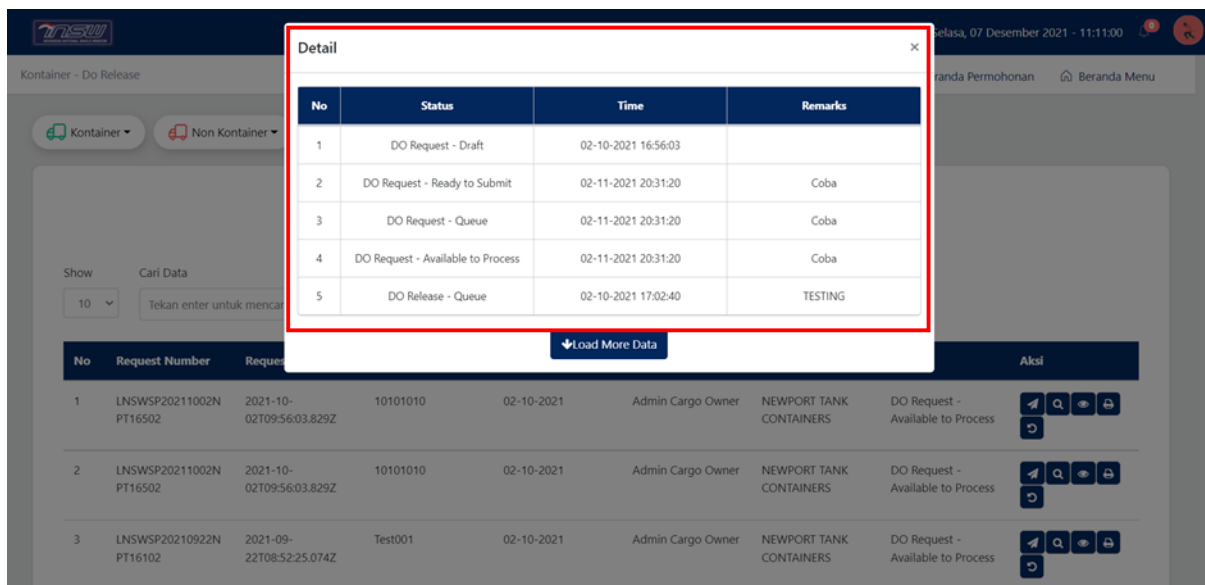 INSW
Selasa, 07 Desember 2021 - 11:11:00
0
Kontainer - Do Release
randa Permohonan
Beranda Menu
Kontainer
Non Kontainer
Detail
×
No Status Time Remarks
1 DO Request - Draft 02-10-2021 16:56:03
2 DO Request - Ready to Submit 02-11-2021 20:31:20 Coba
3 DO Request - Queue 02-11-2021 20:31:20 Coba
4 DO Request - Available to Process 02-11-2021 20:31:20 Coba
5 DO Release - Queue 02-10-2021 17:02:40 TESTING
Load More Data
Show Cari Data
10 Tekan enter untuk mencar
No Request Number Reques Aksi
1 LNSWSP20211002N 2021-10- 10101010 02-10-2021 Admin Cargo Owner NEWPORT TANK DO Request -
PT16502 02T09:56:03.829Z CONTAINERS Available to Process
2 LNSWSP20211002N 2021-10- 10101010 02-10-2021 Admin Cargo Owner NEWPORT TANK DO Request -
PT16502 02T09:56:03.829Z CONTAINERS Available to Process
3 LNSWSP20210922N 2021-09- Test001 02-10-2021 Admin Cargo Owner NEWPORT TANK DO Request -
PT16102 22T08:52:25.074Z CONTAINERS Available to Process